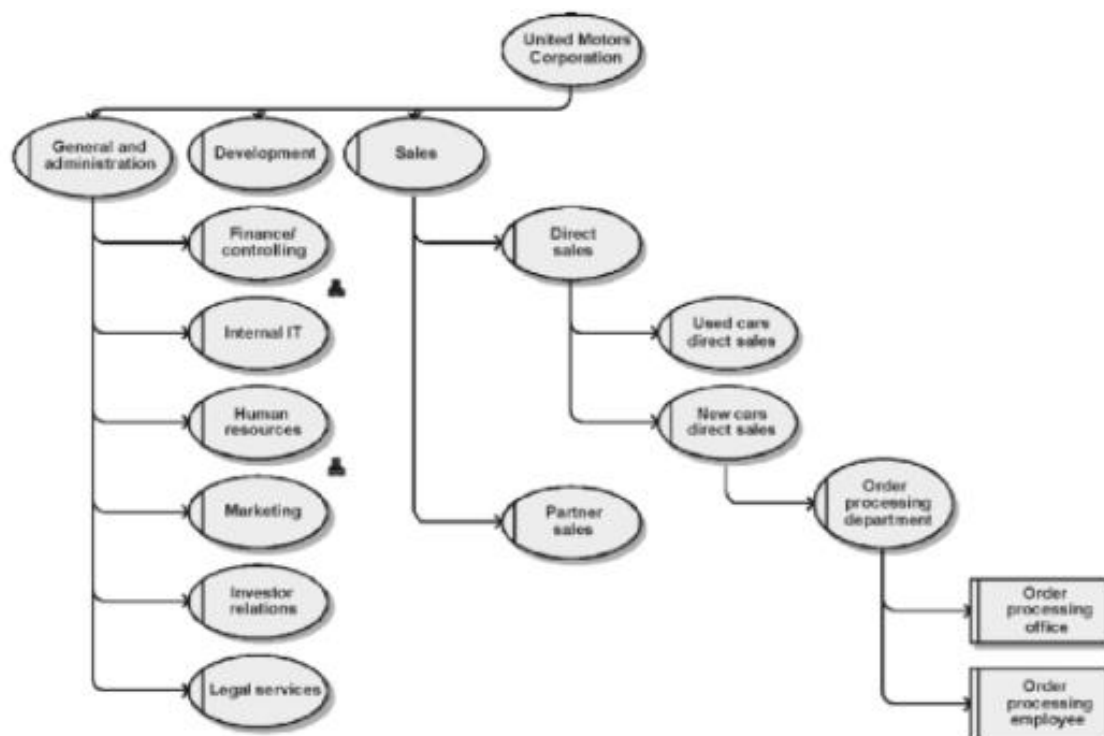 United Motors
Corporation
General and
administration
Development
Sales
Finance/
controlling
Direct
sales
Internal IT
Used cars
direct sales
Human
resources
New cars
direct sales
Marketing
Partner
sales
Order
processing
department
Investor
relations
Order
processing
office
Legal services
Order
processing
employee